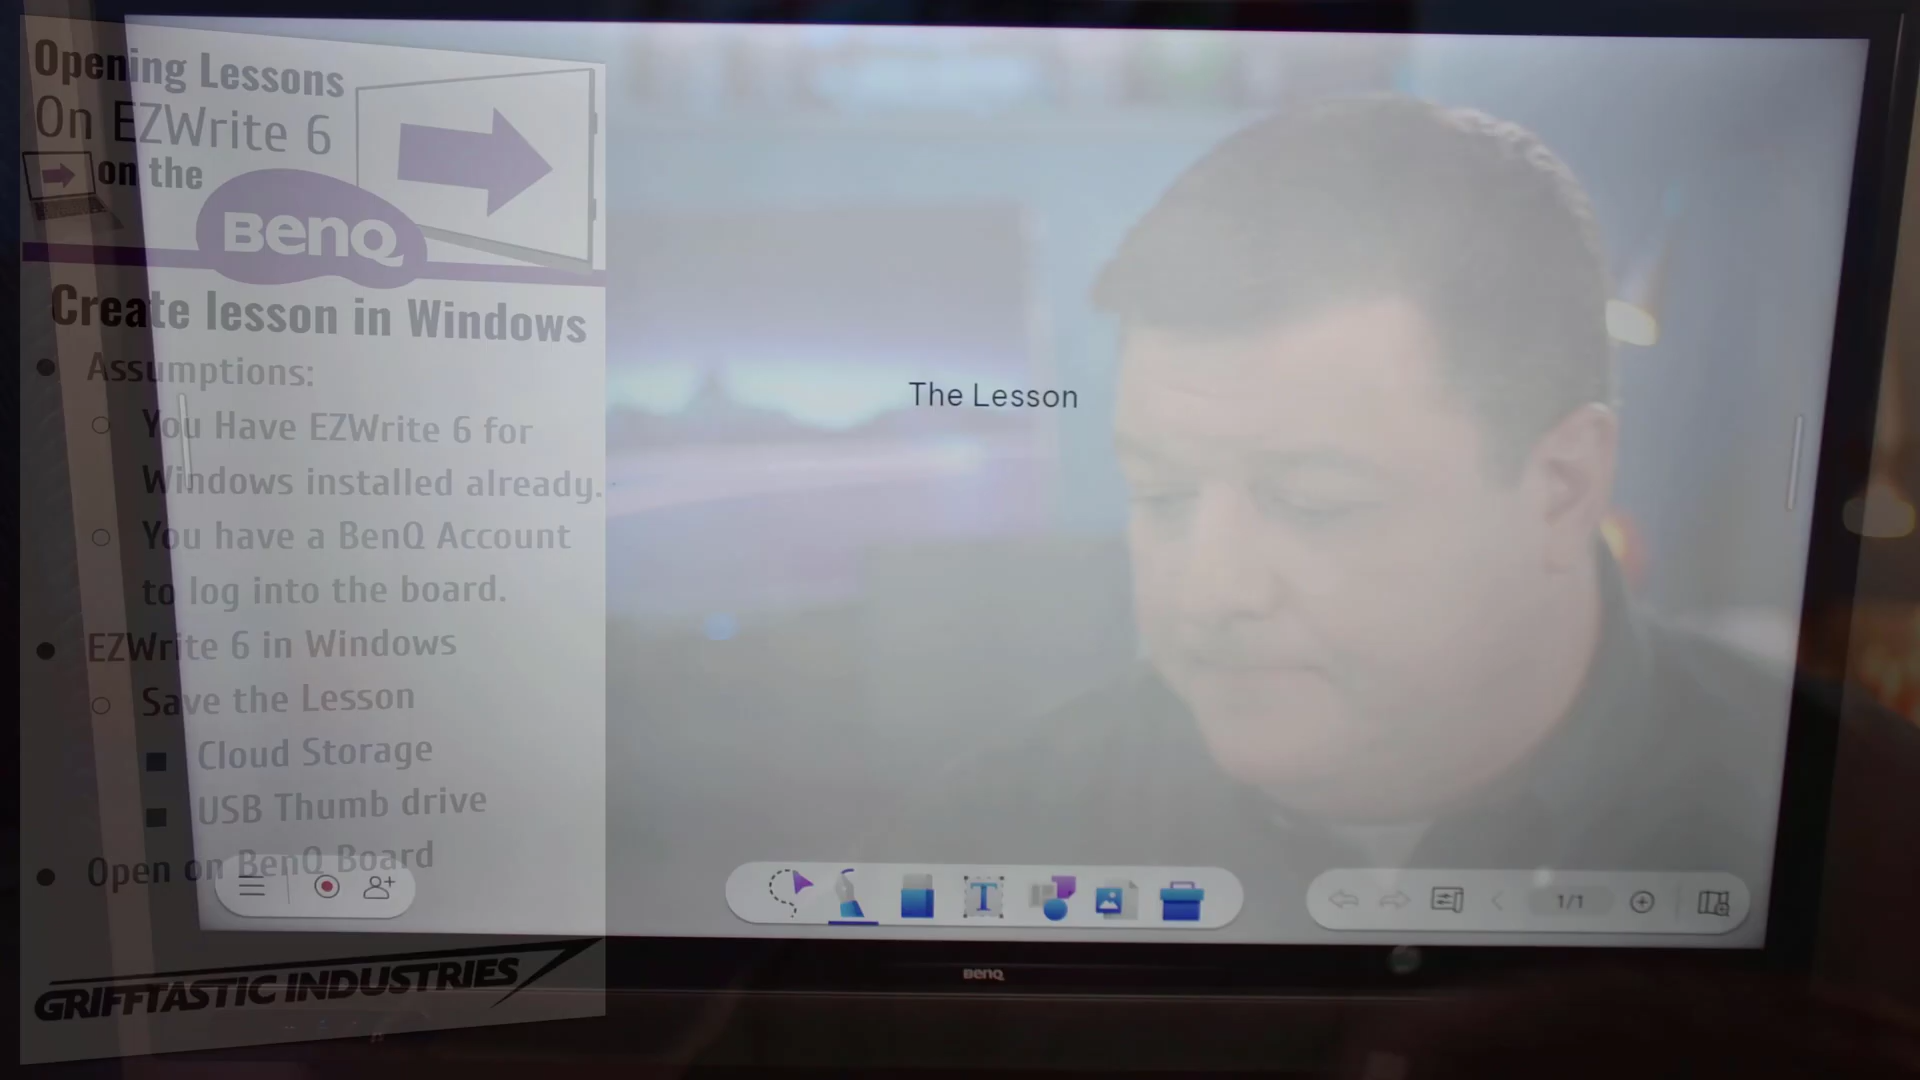 Opening Lessons
On EZWrite 6
on the
BenQ
Create lesson in Windows
Assumptions:
You Have EZWrite 6 for
Windows installed already.
You have a BenQ Account
to log into the board.
EZWrite 6 in Windows
Save the Lesson
Cloud Storage
USB Thumb drive
Open on BenQ Board
GRIFFTASTIC INDUSTRIES
The Lesson
T
1/1
BenQ